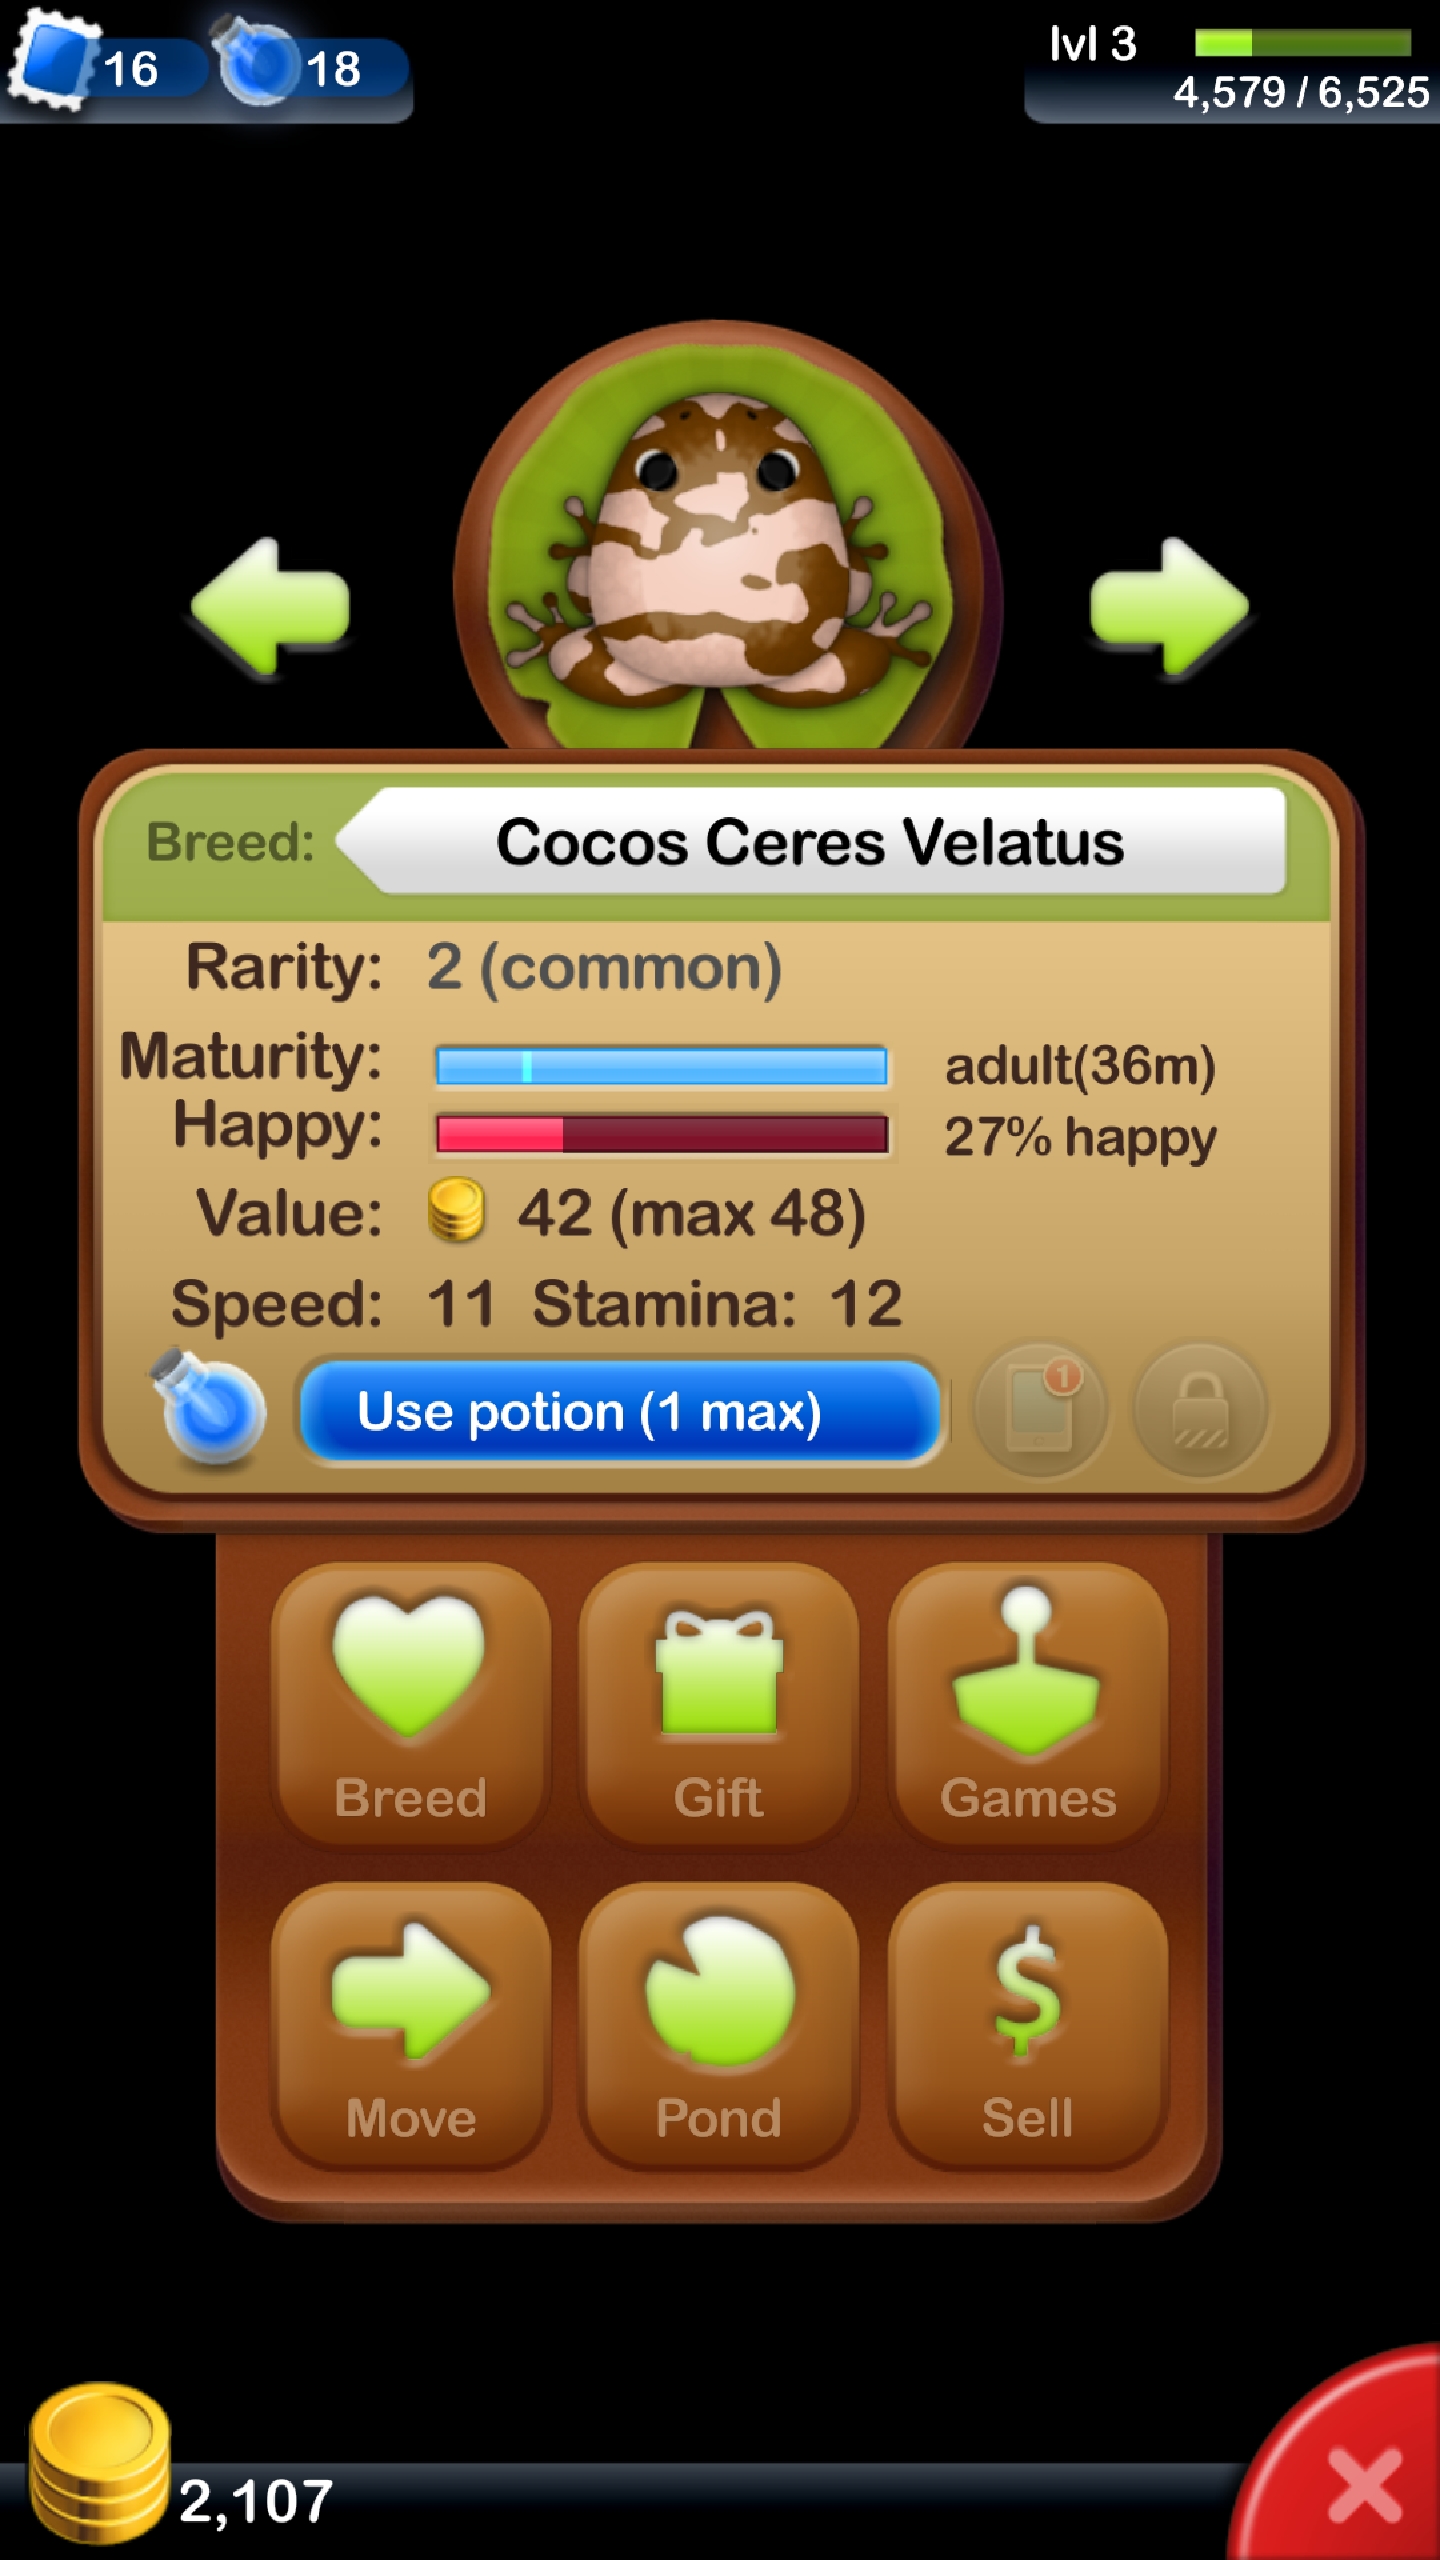 16
18
lvl 3
4,579 / 6,525
Breed: Cocos Ceres Velatus
Rarity: 2 (common)
Maturity: adult(36m)
Happy: 27% happy
Value: 42 (max 48)
Speed: 11 Stamina: 12
Use potion (1 max)
1
Breed Gift Games
$
Move Pond Sell
2,107